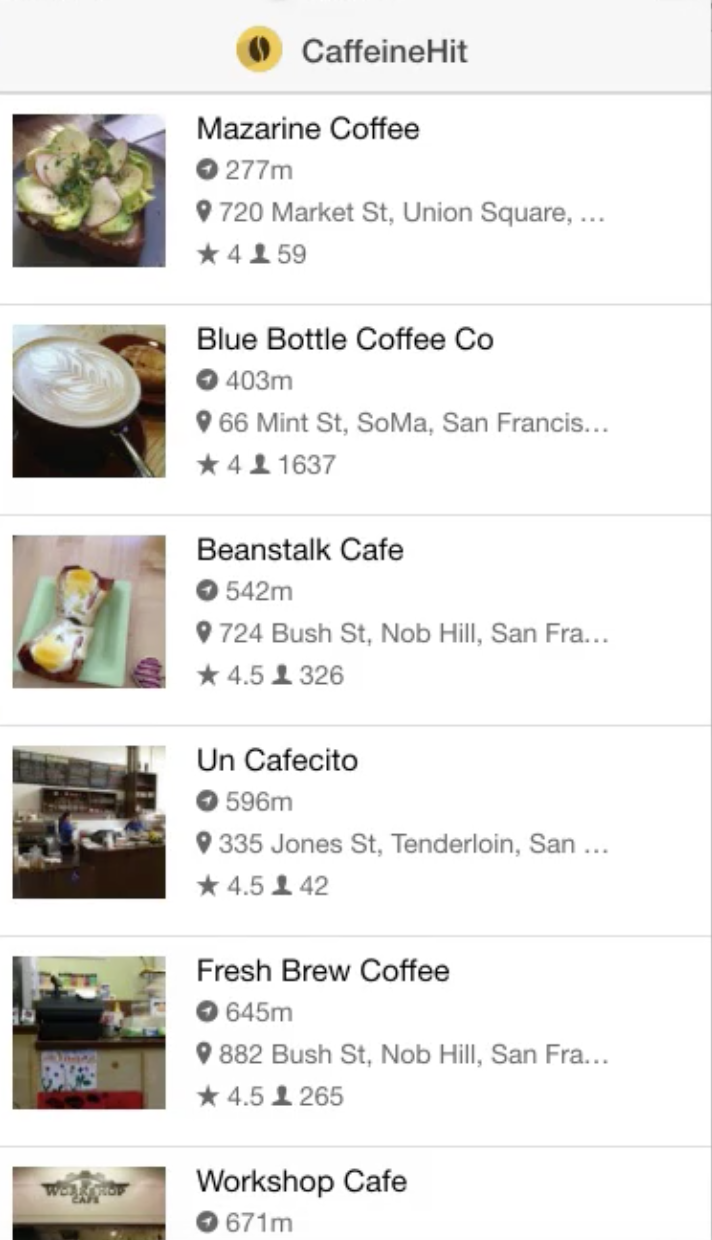 CaffeineHit
Mazarine Coffee
277m
720 Market St, Union Square, …
4 59
Blue Bottle Coffee Co
403m
66 Mint St, SoMa, San Francis…
4 1637
Beanstalk Cafe
542m
724 Bush St, Nob Hill, San Fra…
4.5 326
Un Cafecito
596m
335 Jones St, Tenderloin, San …
4.5 42
Fresh Brew Coffee
645m
882 Bush St, Nob Hill, San Fra…
4.5 265
WORKSHOP
CAFE
Workshop Cafe
671m